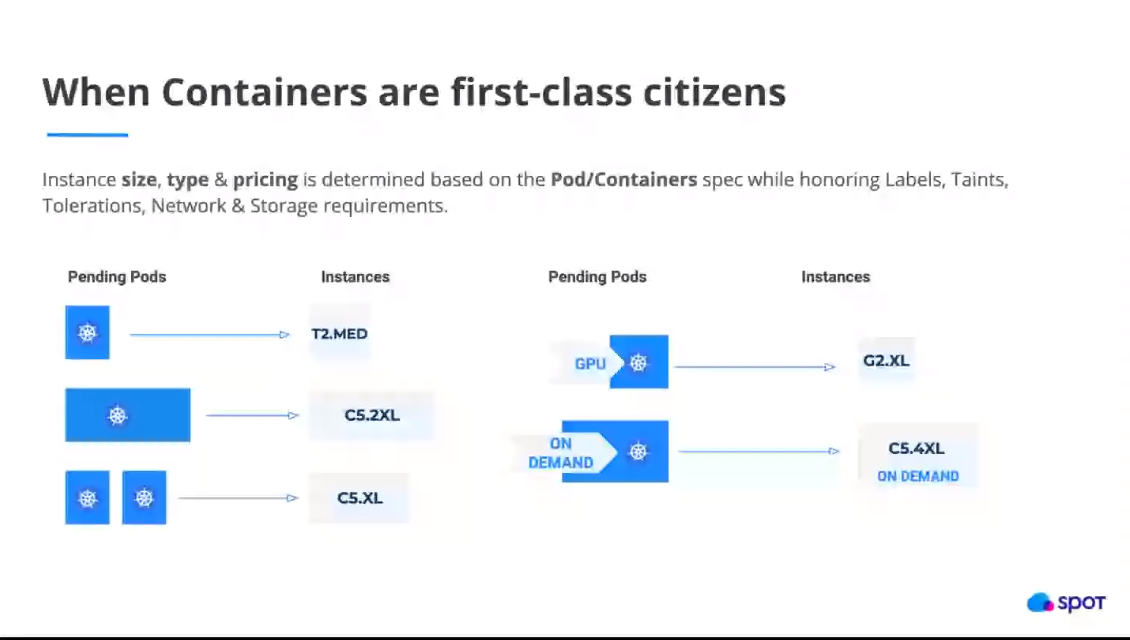 When Containers are first-class citizens
Instance size, type & pricing is determined based on the Pod/Containers spec while honoring Labels, Taints,
Tolerations, Network & Storage requirements.
Pending Pods
Instances
T2.MED
C5.2XL
C5.XL
Pending Pods
Instances
GPU
G2.XL
ON
DEMAND
C5.4XL
ON DEMAND
spot